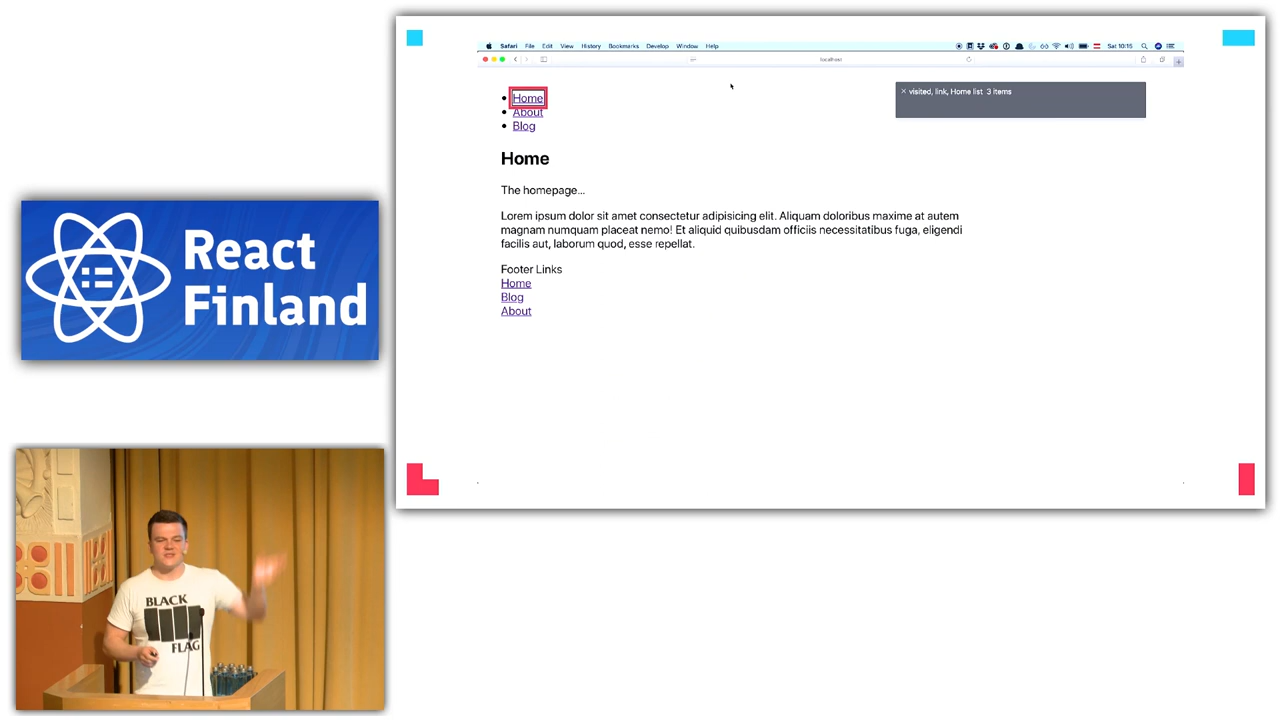 Safari File Edit View History Bookmarks Develop Window Help
Sat 10:15
localhost
Home
About
Blog
× visited, link, Home list 3 items
Home
The homepage...
Lorem ipsum dolor sit amet consectetur adipisicing elit. Aliquam doloribus maxime at autem
magnam numquam placeat nemo! Et aliquid quibusdam officiis necessitatibus fuga, eligendi
facilis aut, laborum quod, esse repellat.
Footer Links
Home
Blog
About
React
Finland
BLACK
FLAG